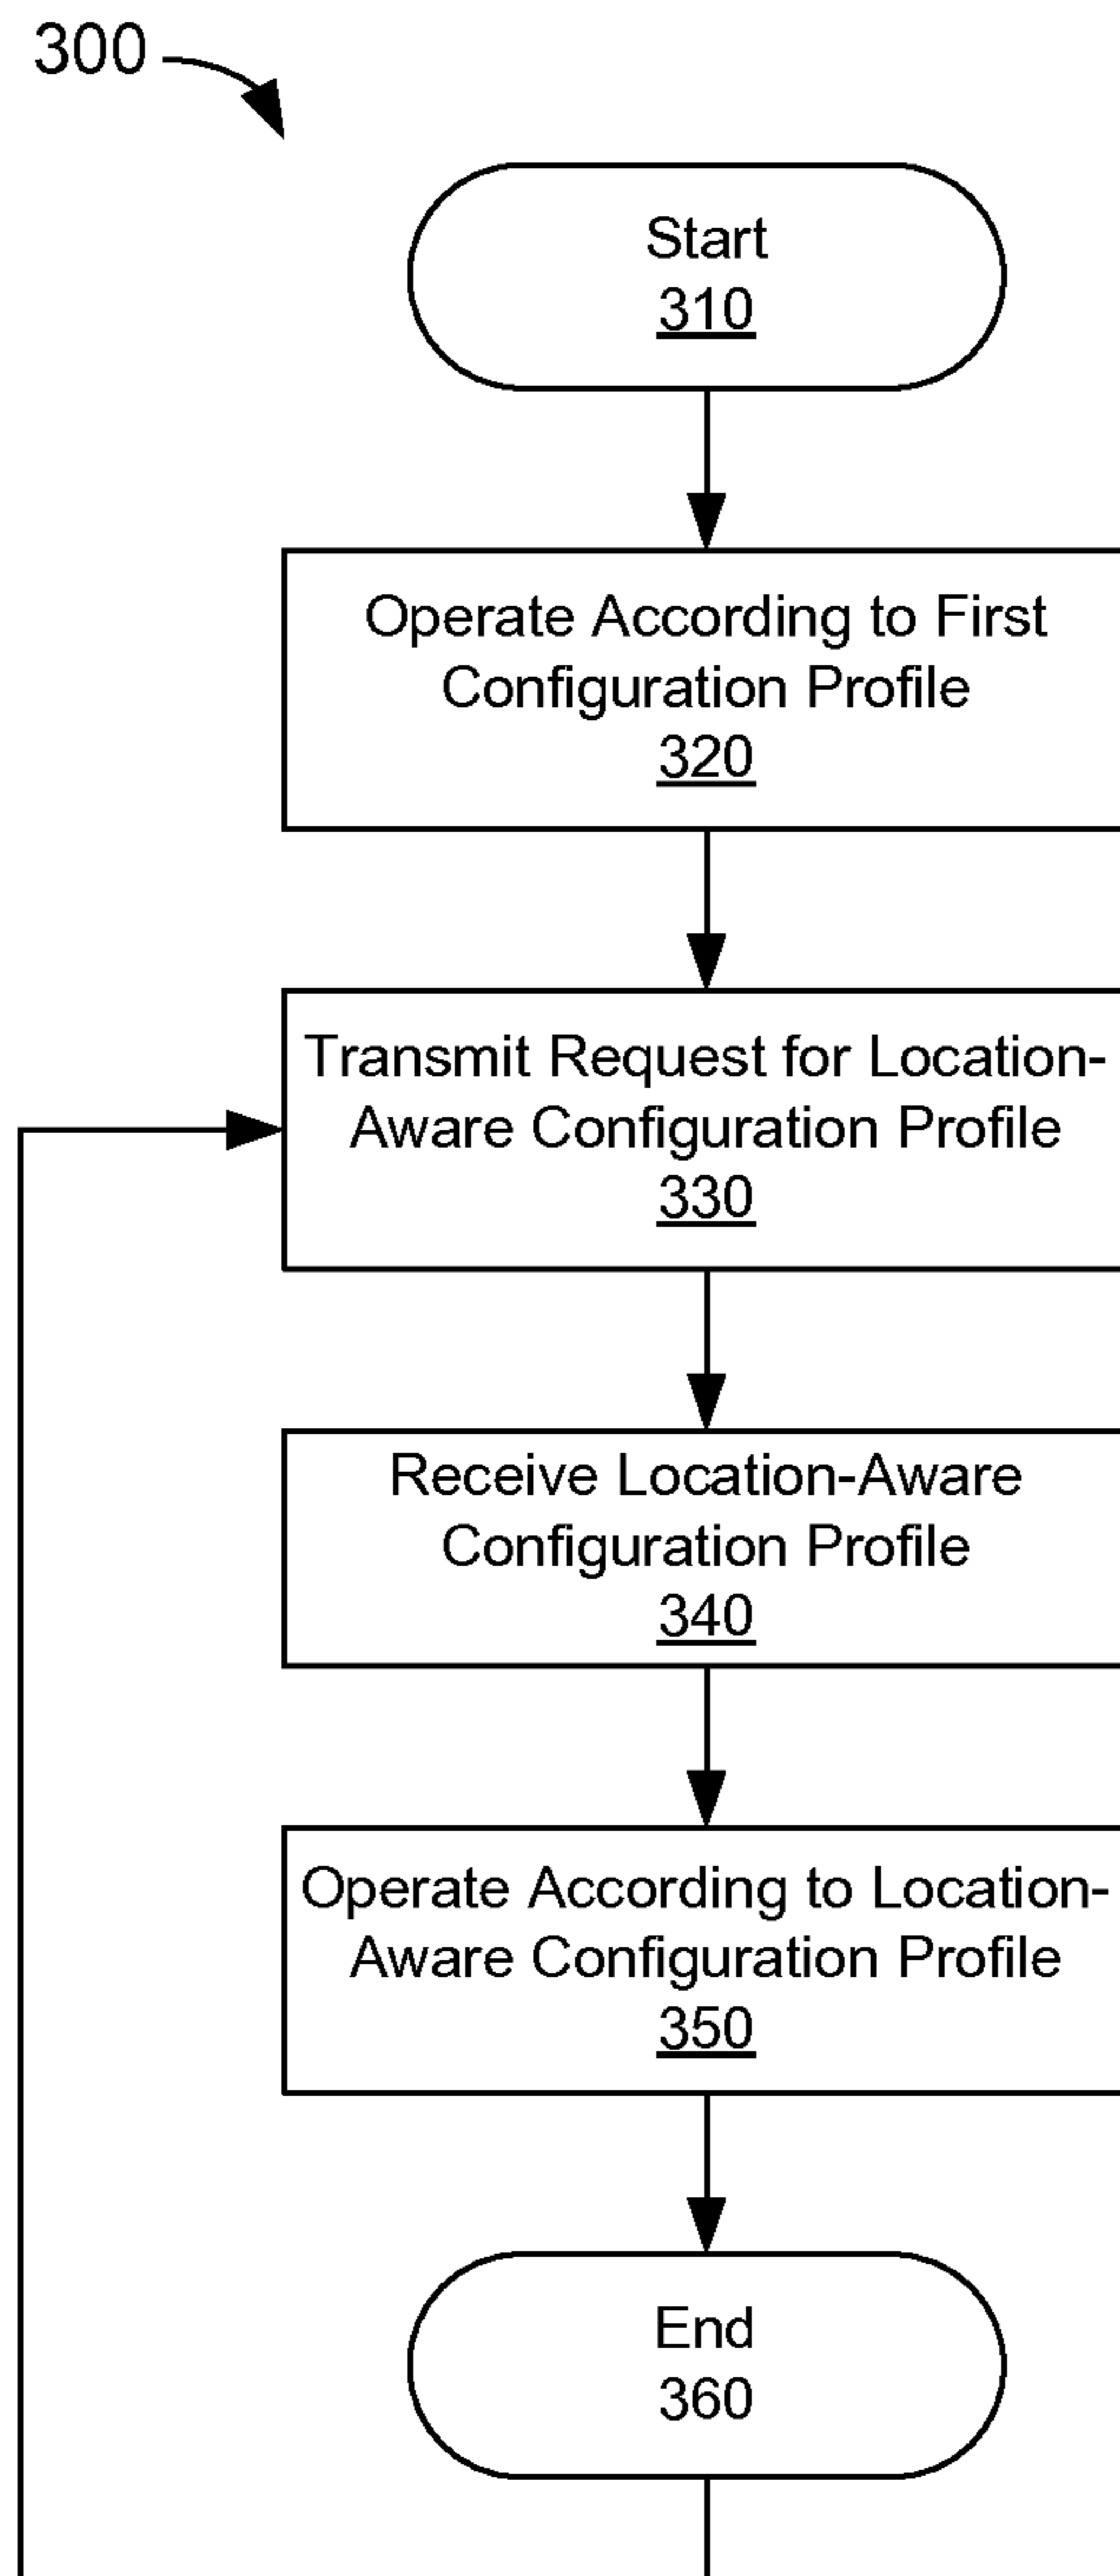 300
Start
310
Operate According to First
Configuration Profile
320
Transmit Request for Location-
Aware Configuration Profile
330
Receive Location-Aware
Configuration Profile
340
Operate According to Location-
Aware Configuration Profile
350
End
360